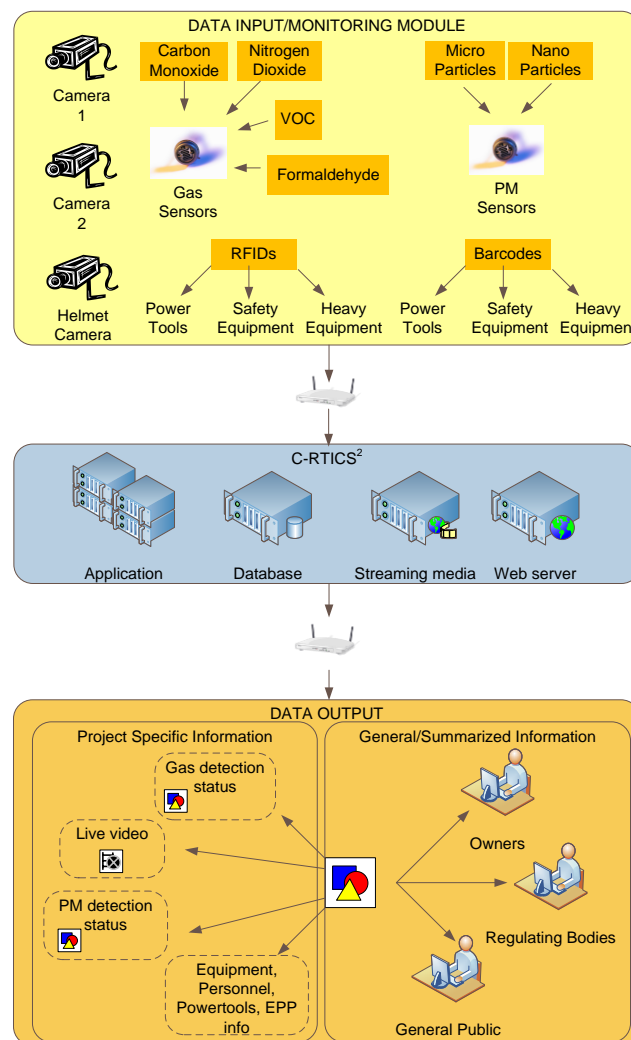 DATA INPUT/MONITORING MODULE
Camera
1
Carbon
Monoxide
Nitrogen
Dioxide
VOC
Formaldehyde
Gas
Sensors
Micro
Particles
Nano
Particles
PM
Sensors
Camera
2
Helmet
Camera
RFIDs
Power
Tools
Safety
Equipment
Heavy
Equipment
Barcodes
Power
Tools
Safety
Equipment
Heavy
Equipment
C-RTICS²
Application
Database
Streaming media
Web server
DATA OUTPUT
Project Specific Information
Gas detection
status
Live video
PM detection
status
Equipment,
Personnel,
Powertools, EPP
info
General/Summarized Information
Owners
Regulating Bodies
General Public